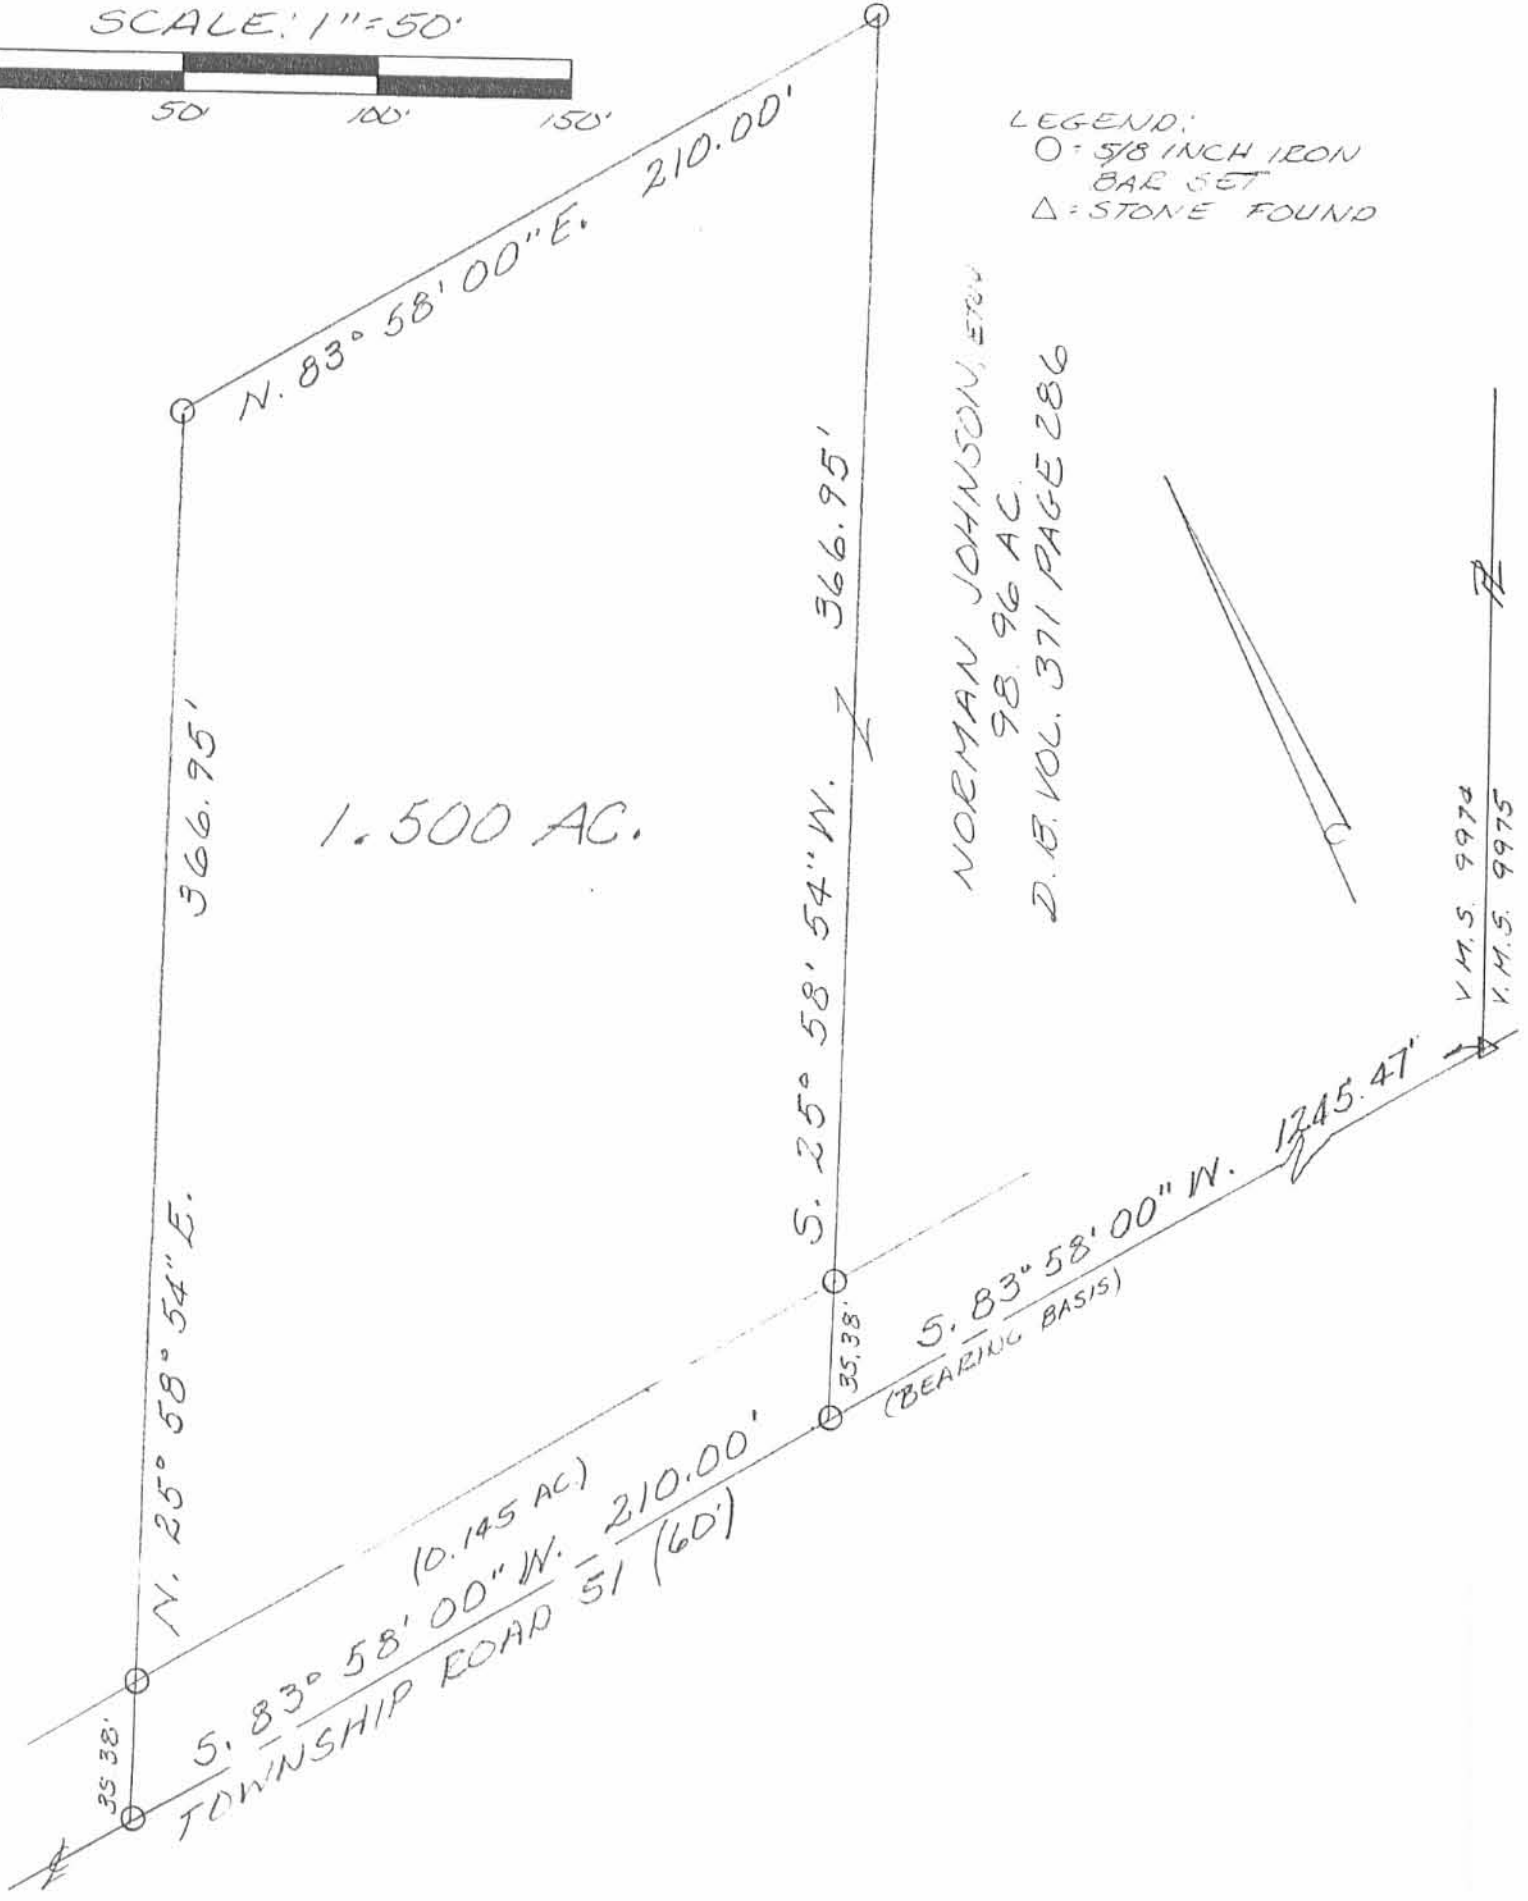 SCALE: 1"=50'
50' 100' 150'
LEGEND:
O = 5/8 INCH IRON
BAR SET
△ = STONE FOUND
N. 83° 58' 00" E. 210.00'
N. 25° 58° 54" E. 366.95'
1.500 AC.
S. 25° 58' 54" W. 366.95'
NORMAN JOHNSON,
98.96 AC.
D.B. VOL. 371 PAGE 286
V.M.S. 9974
V.M.S. 9975
35.38'
S. 83° 58' 00" W. 1245.47'
(BEARING BASIS)
(0.145 AC.)
S. 83° 58' 00" W. 210.00'
TOWNSHIP ROAD 51 (60')
35.38'